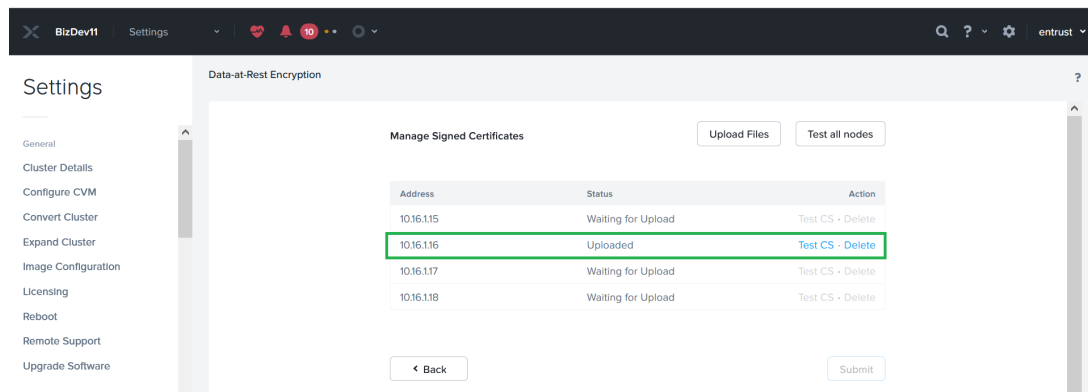 BizDev11 Settings 10 ? entrust
Settings
Data-at-Rest Encryption ?
General
Cluster Details
Configure CVM
Convert Cluster
Expand Cluster
Image Configuration
Licensing
Reboot
Remote Support
Upgrade Software
Manage Signed Certificates Upload Files Test all nodes
Address Status Action
10.16.1.15 Waiting for Upload Test CS · Delete
10.16.1.16 Uploaded Test CS · Delete
10.16.1.17 Waiting for Upload Test CS · Delete
10.16.1.18 Waiting for Upload Test CS · Delete
Back Submit